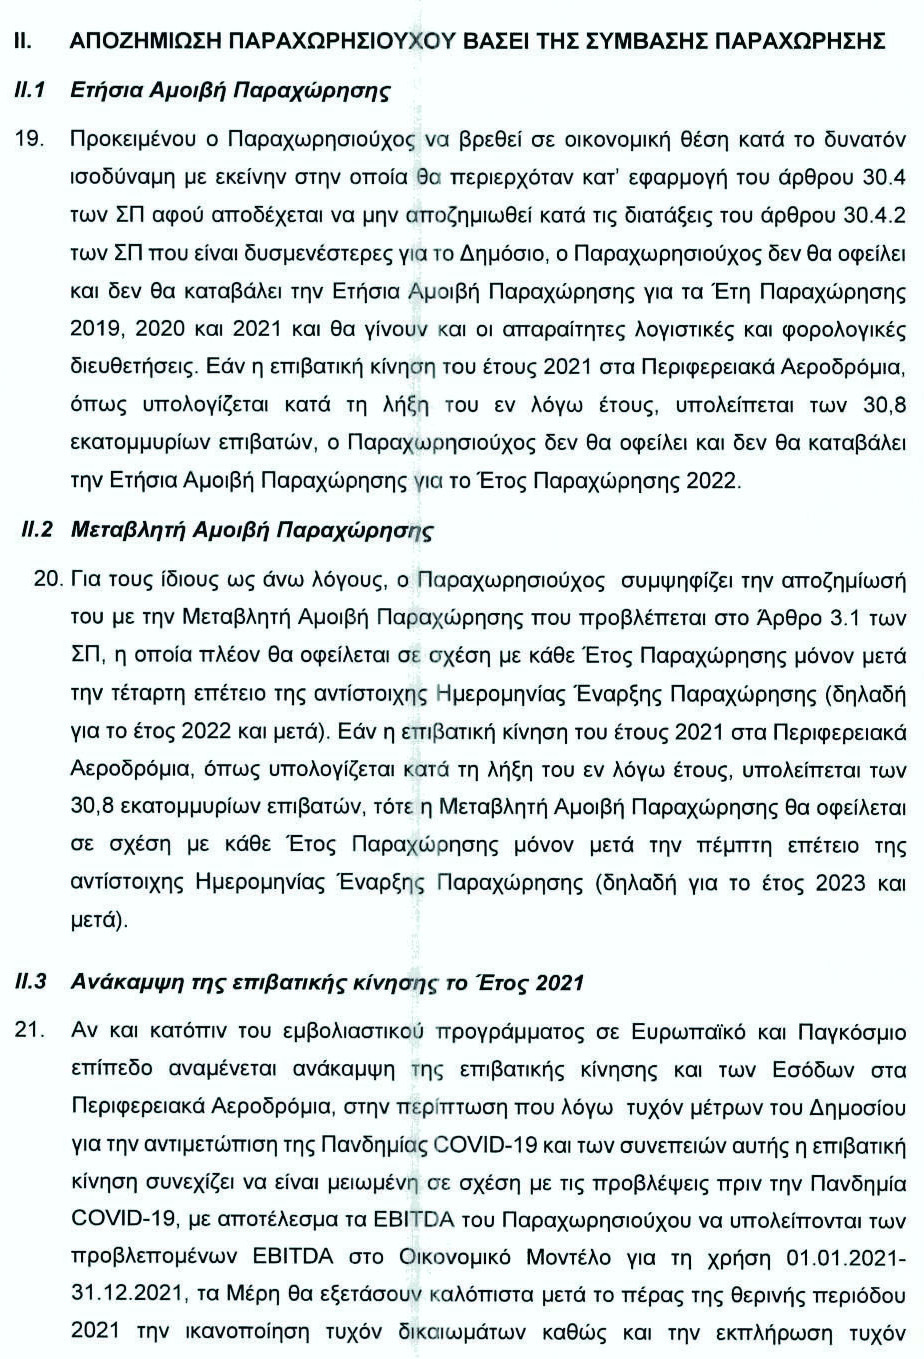 II. ΑΠΟΖΗΜΙΩΣΗ ΠΑΡΑΧΩΡΗΣΙΟΥΧΟΥ ΒΑΣΕΙ ΤΗΣ ΣΥΜΒΑΣΗΣ ΠΑΡΑΧΩΡΗΣΗΣ
II.1 Ετήσια Αμοιβή Παραχώρησης
19. Προκειμένου ο Παραχωρησιούχος να βρεθεί σε οικονομική θέση κατά το δυνατόν
ισοδύναμη με εκείνην στην οποία θα περιερχόταν κατ' εφαρμογή του άρθρου 30.4
των ΣΠ αφού αποδέχεται να μην αποζημιωθεί κατά τις διατάξεις του άρθρου 30.4.2
των ΣΠ που είναι δυσμενέστερες για το Δημόσιο, ο Παραχωρησιούχος δεν θα οφείλει
και δεν θα καταβάλει την Ετήσια Αμοιβή Παραχώρησης για τα Έτη Παραχώρησης
2019, 2020 και 2021 και θα γίνουν και οι απαραίτητες λογιστικές και φορολογικές
διευθετήσεις. Εάν η επιβατική κίνηση του έτους 2021 στα Περιφερειακά Αεροδρόμια,
όπως υπολογίζεται κατά τη λήξη του εν λόγω έτους, υπολείπεται των 30,8
εκατομμυρίων επιβατών, ο Παραχωρησιούχος δεν θα οφείλει και δεν θα καταβάλει
την Ετήσια Αμοιβή Παραχώρησης για το Έτος Παραχώρησης 2022.
II.2 Μεταβλητή Αμοιβή Παραχώρησης
20. Για τους ίδιους ως άνω λόγους, ο Παραχωρησιούχος συμψηφίζει την αποζημίωσή
του με την Μεταβλητή Αμοιβή Παραχώρησης που προβλέπεται στο Άρθρο 3.1 των
ΣΠ, η οποία πλέον θα οφείλεται σε σχέση με κάθε Έτος Παραχώρησης μόνον μετά
την τέταρτη επέτειο της αντίστοιχης Ημερομηνίας Έναρξης Παραχώρησης (δηλαδή
για το έτος 2022 και μετά). Εάν η επιβατική κίνηση του έτους 2021 στα Περιφερειακά
Αεροδρόμια, όπως υπολογίζεται κατά τη λήξη του εν λόγω έτους, υπολείπεται των
30,8 εκατομμυρίων επιβατών, τότε η Μεταβλητή Αμοιβή Παραχώρησης θα οφείλεται
σε σχέση με κάθε Έτος Παραχώρησης μόνον μετά την πέμπτη επέτειο της
αντίστοιχης Ημερομηνίας Έναρξης Παραχώρησης (δηλαδή για το έτος 2023 και
μετά).
II.3 Ανάκαμψη της επιβατικής κίνησης το Έτος 2021
21. Αν και κατόπιν του εμβολιαστικού προγράμματος σε Ευρωπαϊκό και Παγκόσμιο
επίπεδο αναμένεται ανάκαμψη της επιβατικής κίνησης και των Εσόδων στα
Περιφερειακά Αεροδρόμια, στην περίπτωση που λόγω τυχόν μέτρων του Δημοσίου
για την αντιμετώπιση της Πανδημίας COVID-19 και των συνεπειών αυτής η επιβατική
κίνηση συνεχίζει να είναι μειωμένη σε σχέση με τις προβλέψεις πριν την Πανδημία
COVID-19, με αποτέλεσμα τα EBITDA του Παραχωρησιούχου να υπολείπονται των
προβλεπομένων EBITDA στο Οικονομικό Μοντέλο για τη χρήση 01.01.2021-
31.12.2021, τα Μέρη θα εξετάσουν καλόπιστα μετά το πέρας της θερινής περιόδου
2021 την ικανοποίηση τυχόν δικαιωμάτων καθώς και την εκπλήρωση τυχόν